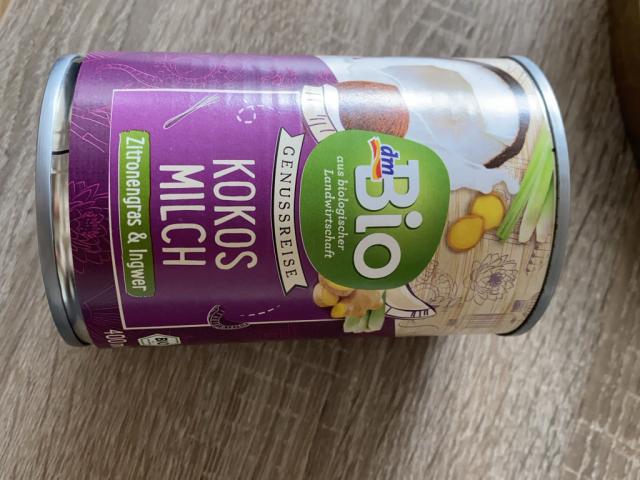 dm
Bio
aus biologischer
Landwirtschaft
GENUSSREISE
KOKOS
MILCH
Zitronengras & Ingwer